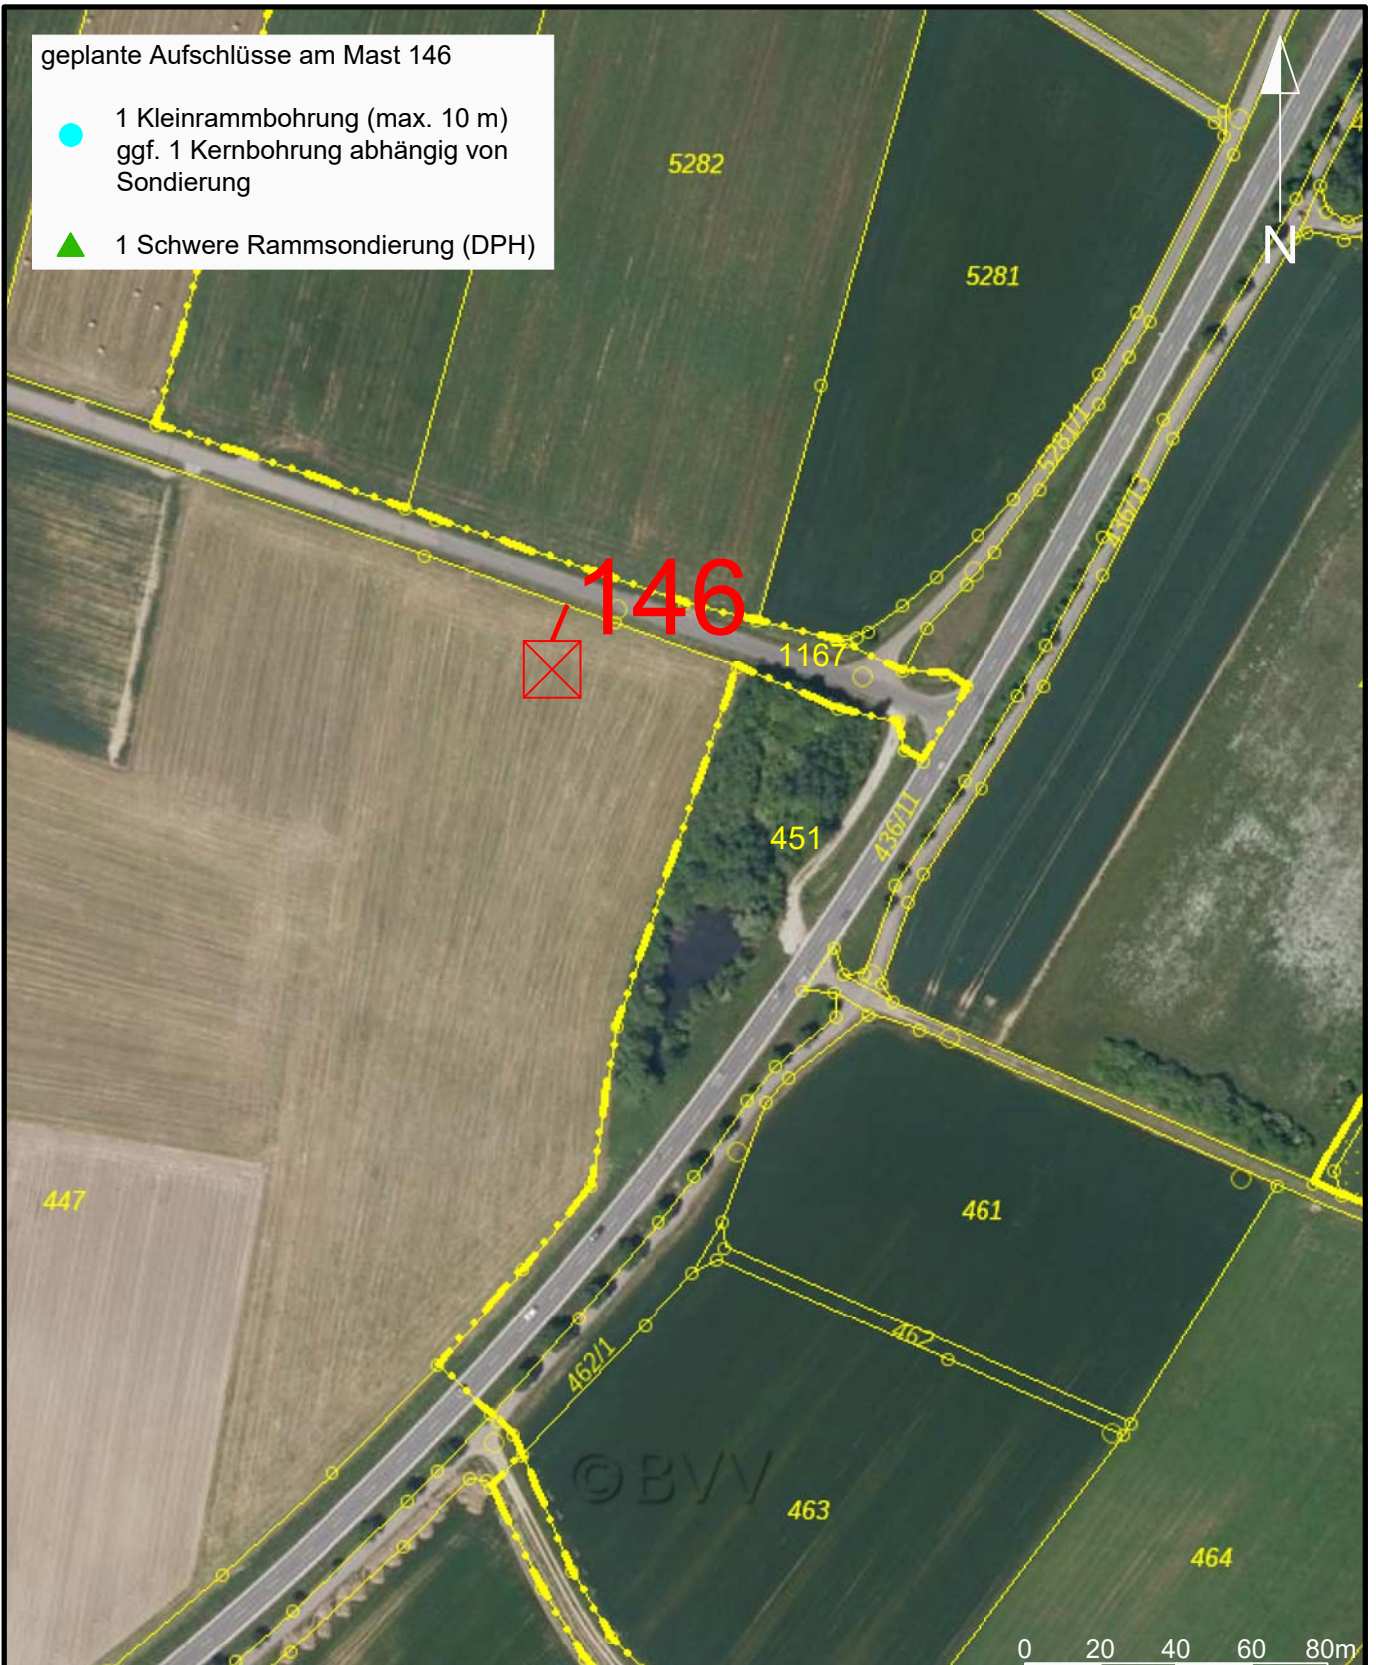 geplante Aufschlüsse am Mast 146
1 Kleinrammbohrung (max. 10 m)
ggf. 1 Kernbohrung abhängig von
Sondierung
1 Schwere Rammsondierung (DPH)
N
5282
5281
5281/1
436/13
146
1167
451
436/11
447
461
462
462/1
©BVV
463
464
0 20 40 60 80m